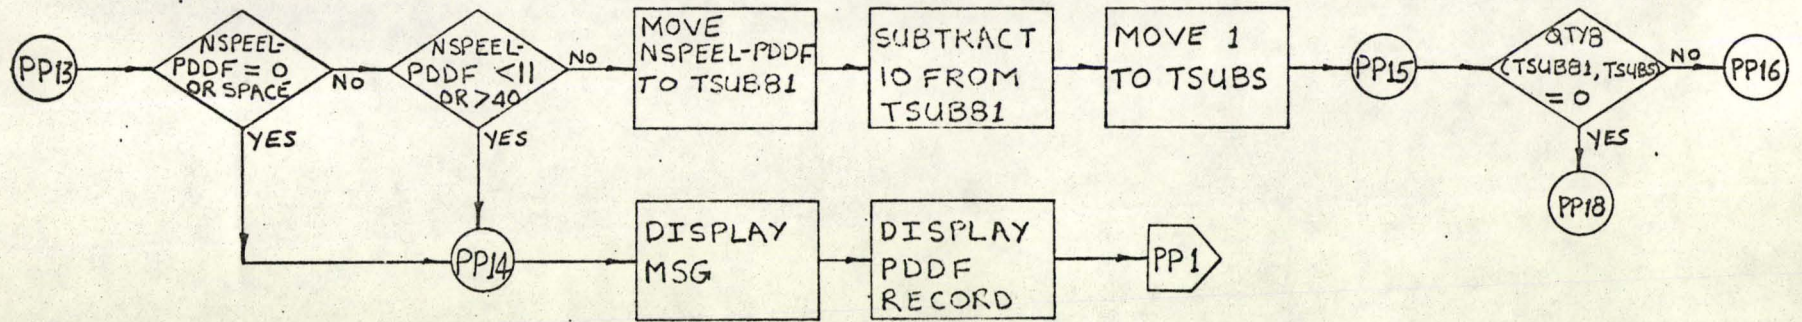 PP13
NSPEEL-
PDDF = 0
OR SPACE
NO
YES
NSPEEL-
PDDF <11
OR >40
NO
YES
MOVE
NSPEEL-PDDF
TO TSUB81
SUBTRACT
10 FROM
TSUB81
MOVE 1
TO TSUBS
PP15
QTYB
(TSUB81, TSUBS)
= 0
NO
PP16
YES
PP18
PP14
DISPLAY
MSG
DISPLAY
PDDF
RECORD
PP1